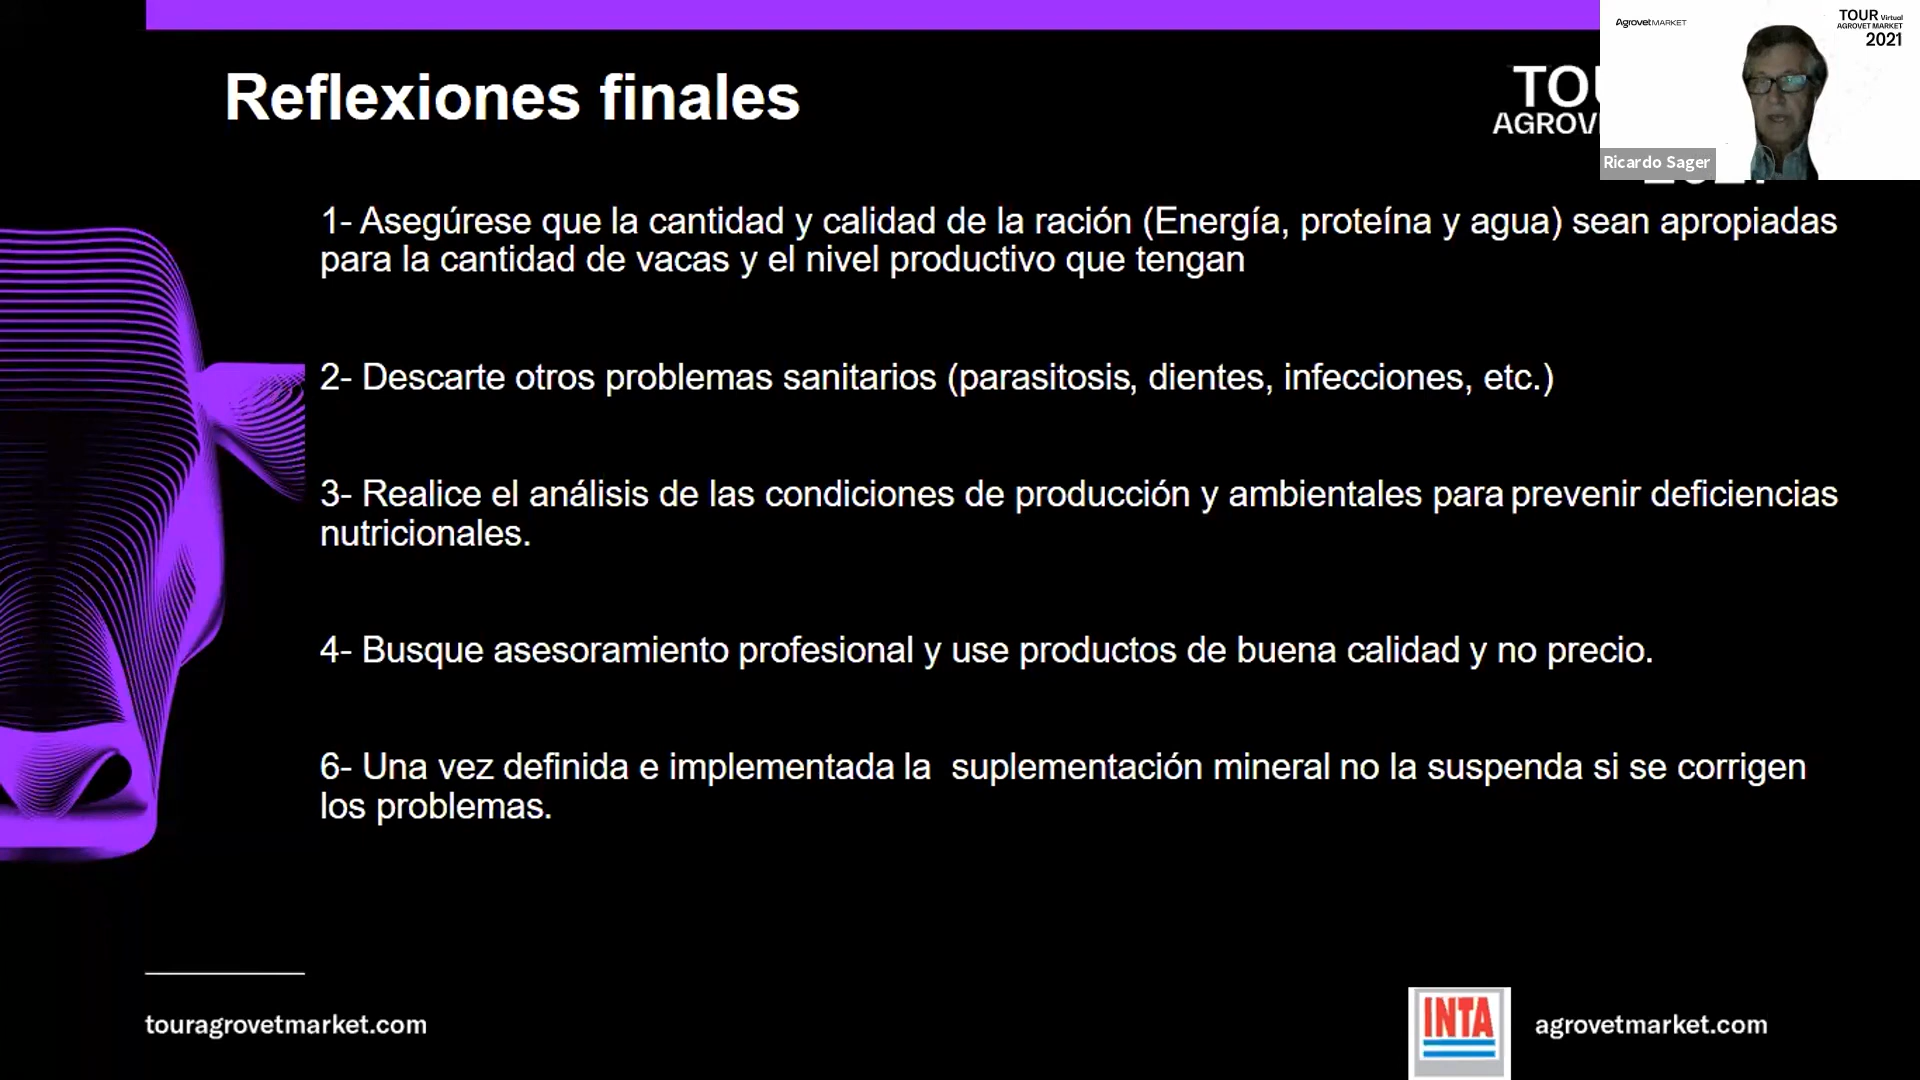 Reflexiones finales
TOU
AGROV
AgrovetMARKET
TOUR Virtual
AGROVET MARKET
2021
Ricardo Sager
1- Asegúrese que la cantidad y calidad de la ración (Energía, proteína y agua) sean apropiadas
para la cantidad de vacas y el nivel productivo que tengan
2- Descarte otros problemas sanitarios (parasitosis, dientes, infecciones, etc.)
3- Realice el análisis de las condiciones de producción y ambientales para prevenir deficiencias
nutricionales.
4- Busque asesoramiento profesional y use productos de buena calidad y no precio.
6- Una vez definida e implementada la  suplementación mineral no la suspenda si se corrigen
los problemas.
touragrovetmarket.com
INTA
agrovetmarket.com